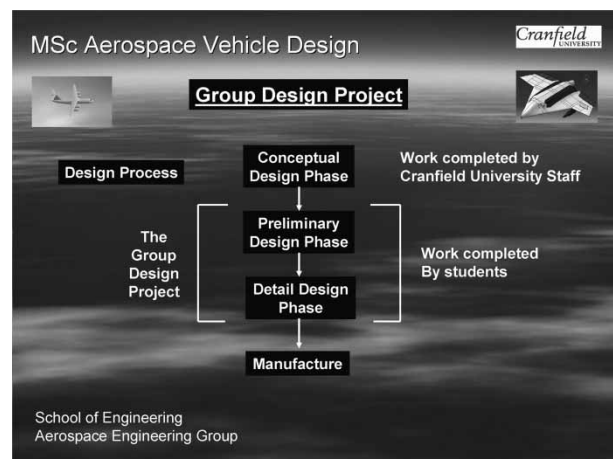 MSc Aerospace Vehicle Design
Cranfield
UNIVERSITY
Group Design Project
Design Process
Conceptual
Design Phase
Work completed by
Cranfield University Staff
The
Group
Design
Project
Preliminary
Design Phase
Detail Design
Phase
Work completed
By students
Manufacture
School of Engineering
Aerospace Engineering Group